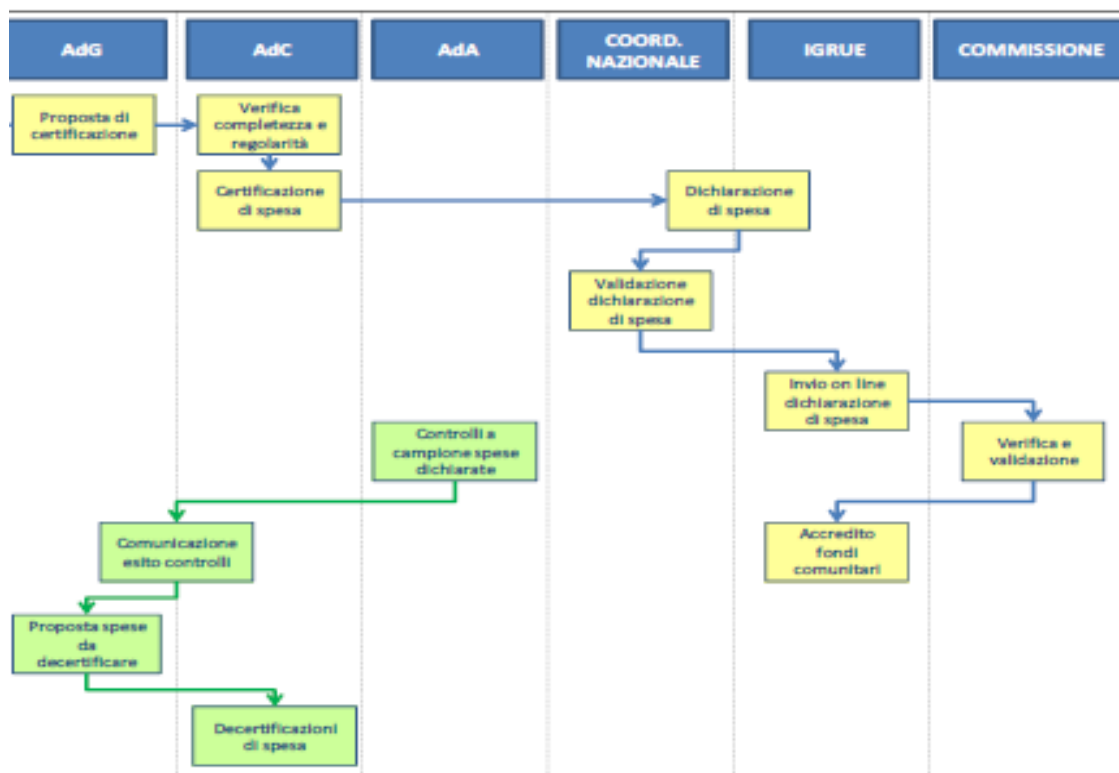 AdG
AdC
AdA
COORD.
NAZIONALE
IGRUE
COMMISSIONE
Proposta di
certificazione
Verifica
completezza e
regolarità
Certificazione
di spesa
Dichiarazione
di spesa
Validazione
dichiarazione
di spesa
Invio on line
dichiarazione
di spesa
Controlli a
campione spese
dichiarate
Verifica e
validazione
Comunicazione
esito controlli
Accredito
fondi
comunitari
Proposta spese
da
decertificare
Decertificazioni
di spesa